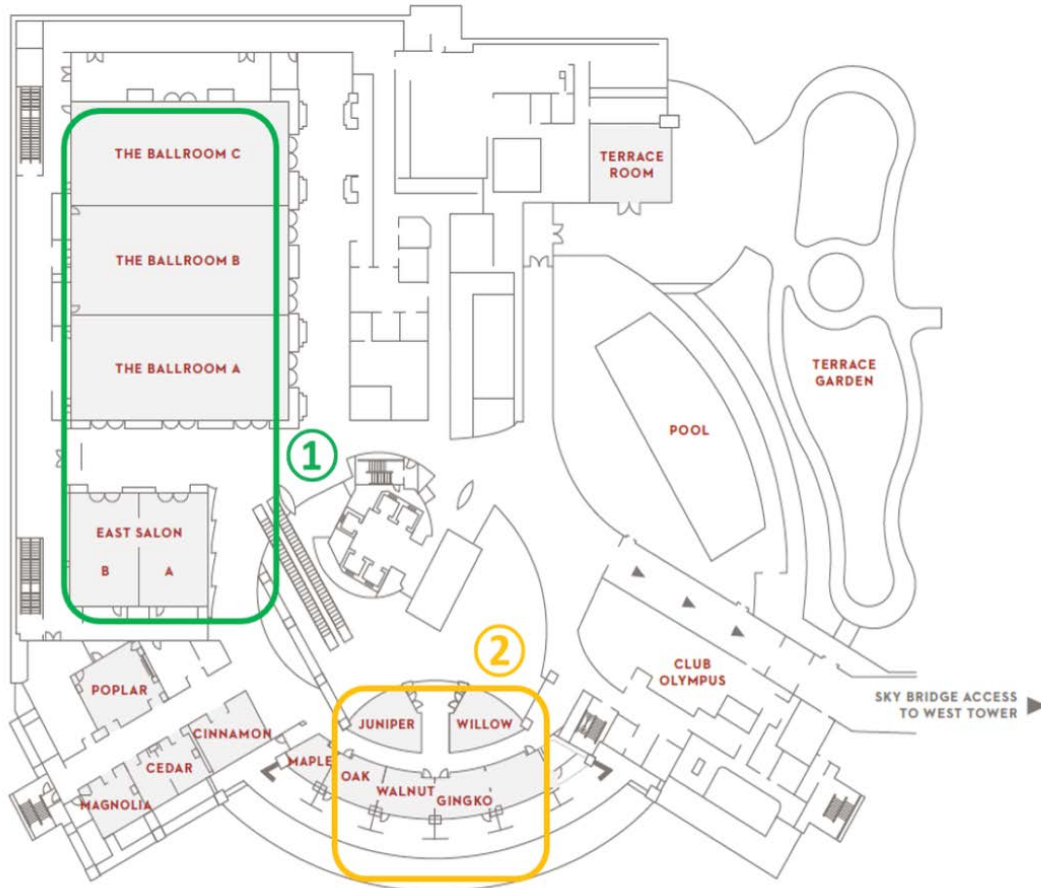 THE BALLROOM C
THE BALLROOM B
THE BALLROOM A
TERRACE
ROOM
TERRACE
GARDEN
POOL
①
EAST SALON
B A
②
CLUB
OLYMPUS
SKY BRIDGE ACCESS
TO WEST TOWER
POPLAR
CINNAMON
CEDAR
MAGNOLIA
JUNIPER
WILLOW
MAPLE
OAK
WALNUT
GINGKO